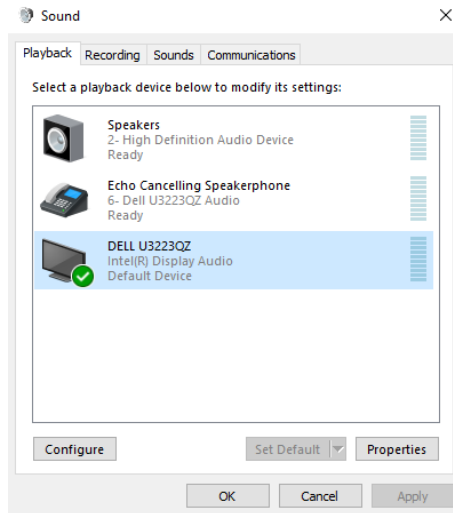 Sound
Playback Recording Sounds Communications
Select a playback device below to modify its settings:
Speakers
2- High Definition Audio Device
Ready
Echo Cancelling Speakerphone
6- Dell U3223QZ Audio
Ready
DELL U3223QZ
Intel(R) Display Audio
Default Device
Configure Set Default Properties
OK Cancel Apply